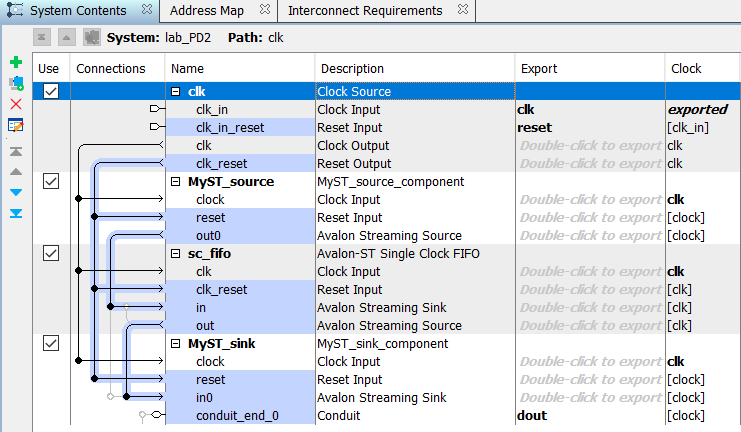 System Contents Address Map Interconnect Requirements
System: lab_PD2 Path: clk
Use Connections Name Description Export Clock
clk Clock Source
clk_in Clock Input clk exported
clk_in_reset Reset Input reset [clk_in]
clk Clock Output Double-click to export clk
clk_reset Reset Output Double-click to export clk
MyST_source MyST_source_component
clock Clock Input Double-click to export clk
reset Reset Input Double-click to export [clock]
out0 Avalon Streaming Source Double-click to export [clock]
sc_fifo Avalon-ST Single Clock FIFO
clk Clock Input Double-click to export clk
clk_reset Reset Input Double-click to export [clk]
in Avalon Streaming Sink Double-click to export [clk]
out Avalon Streaming Source Double-click to export [clk]
MyST_sink MyST_sink_component
clock Clock Input Double-click to export clk
reset Reset Input Double-click to export [clock]
in0 Avalon Streaming Sink Double-click to export [clock]
conduit_end_0 Conduit dout [clock]